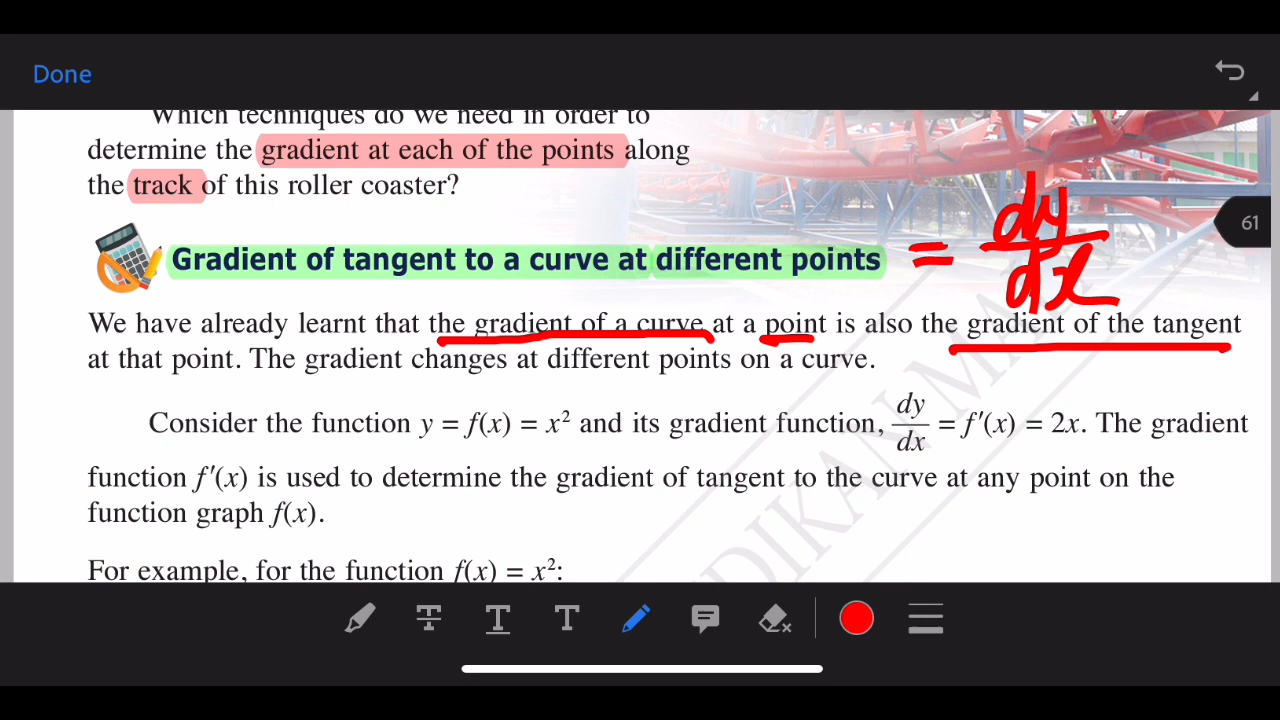 Done
Which techniques do we need in order to
determine the gradient at each of the points along
the track of this roller coaster?
61
Gradient of tangent to a curve at different points = dy/dx
We have already learnt that the gradient of a curve at a point is also the gradient of the tangent
at that point. The gradient changes at different points on a curve.
Consider the function y = f(x) = x² and its gradient function, dy/dx = f′(x) = 2x. The gradient
function f′(x) is used to determine the gradient of tangent to the curve at any point on the
function graph f(x).
For example, for the function f(x) = x²:
T T T